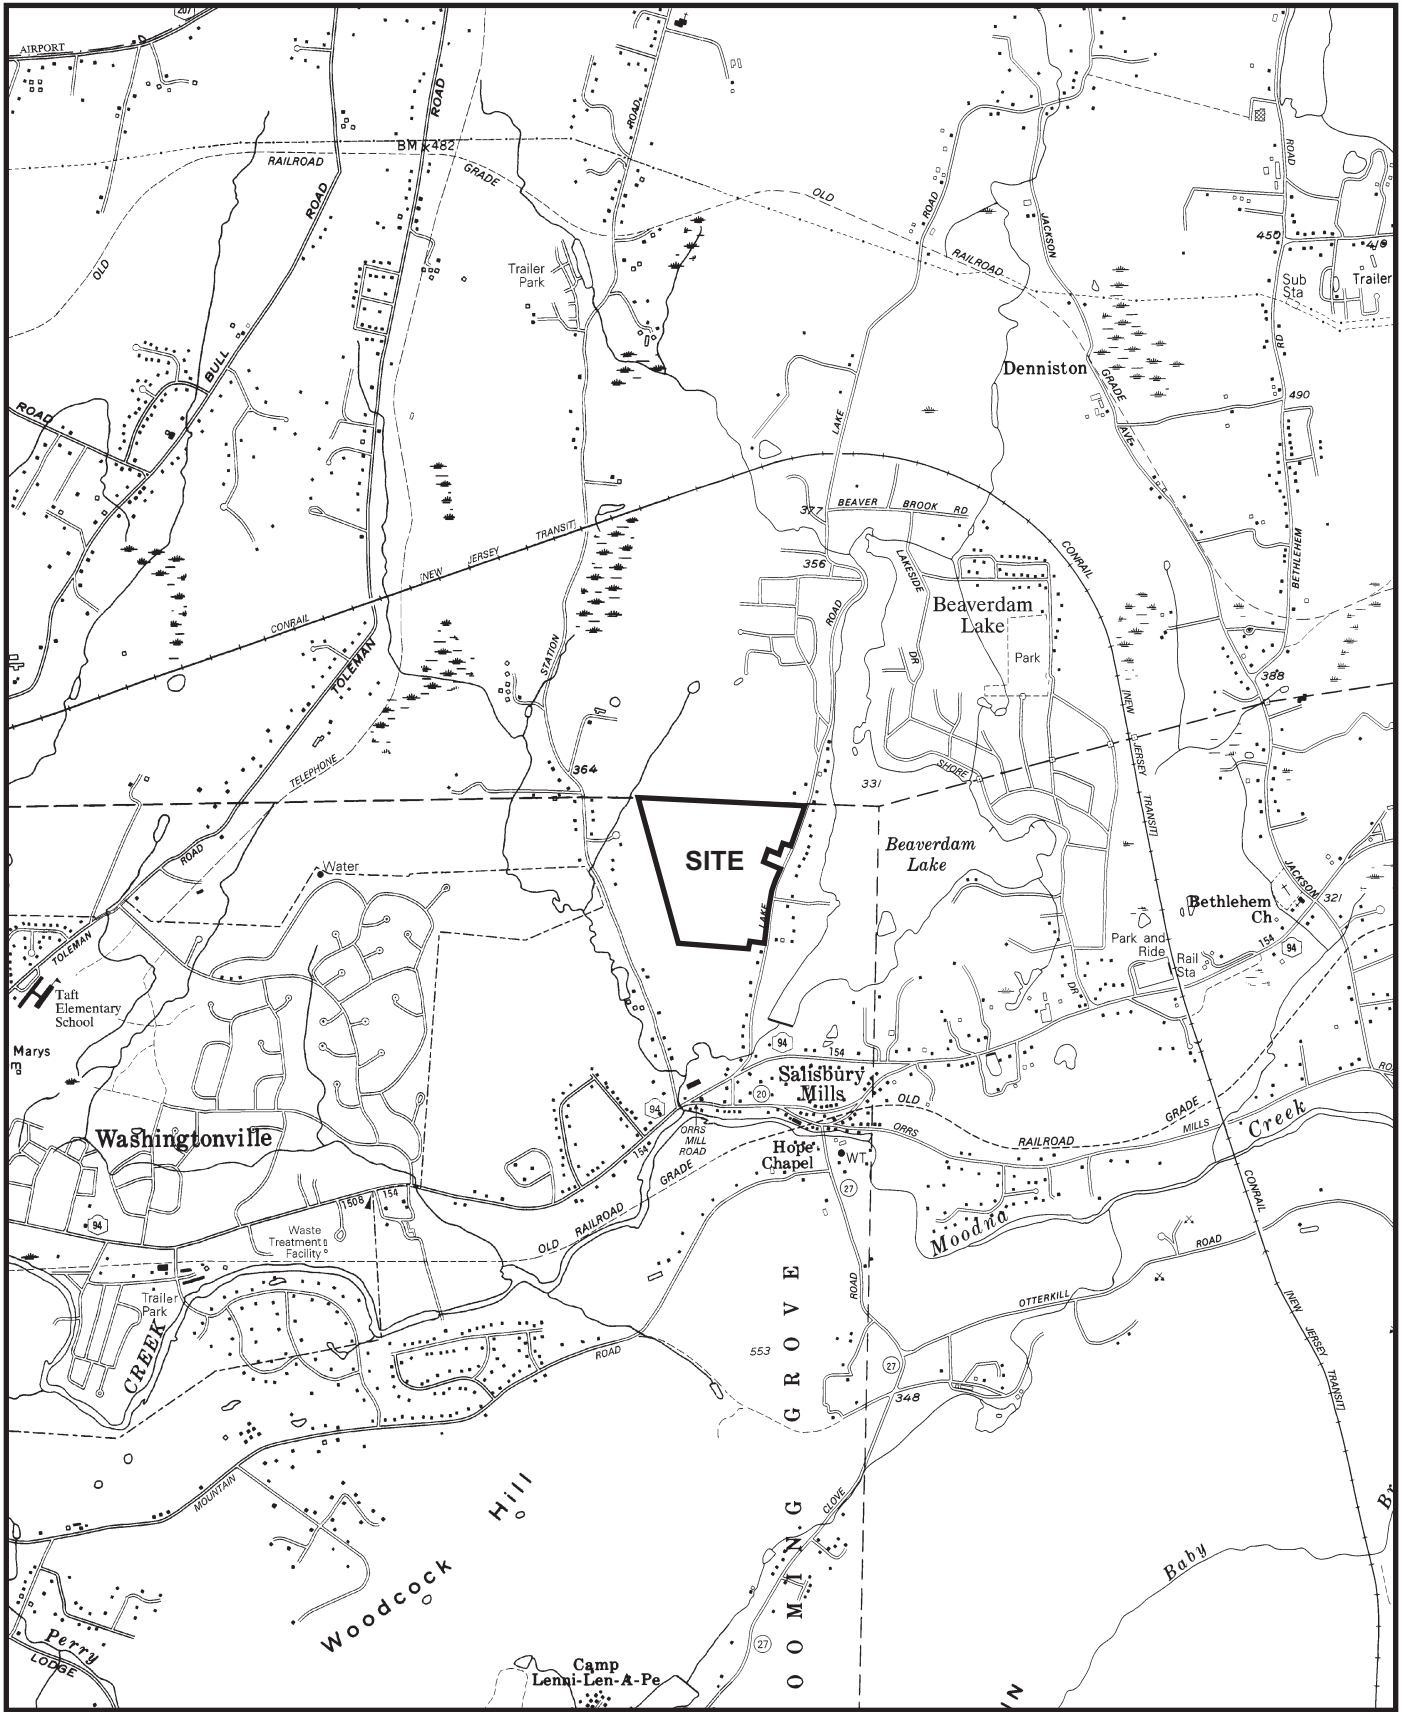 207
AIRPORT
ROAD
ROAD
BM x 482
RAILROAD
GRADE
ROAD
OLD
ROAD
JACKSON
ROAD
450
419
OLD
Trailer
Park
RAILROAD
Sub
Sta
Trailer
RD
BULL
Denniston
GRADE
490
ROAD
LAKE
AVE
377
BEAVER
BROOK
RD
TRANSIT)
(NEW
JERSEY
CONRAIL
356
LAKESIDE
CONRAIL
BETHLEHEM
Beaverdam
Lake
ROAD
TOLEMAN
STATION
DR
Park
388
(NEW
JERSEY
TRANSIT)
TELEPHONE
364
331
SHORE
SITE
Beaverdam
Lake
ROAD
Water
JACKSON
321
LAKE
Bethlehem
Ch
TOLEMAN
Park and
Ride
Rail
Sta
154
94
Taft
Elementary
School
DR
Marys
94
154
Salisbury
Mills
20
94
OLD
RO
Washingtonville
ORRS
MILL
ROAD
154
ORRS
RAILROAD
GRADE
MILLS
Creek
Hope
Chapel
WT
GRADE
27
CONRAIL
1508
154
94
Waste
Treatment
Facility
OLD
RAILROAD
Moodna
ROAD
Trailer
Park
ROAD
OTTERKILL
(NEW
JERSEY
TRANSIT)
CREEK
ROAD
553
27
348
GROVE
MOUNTAIN
Hill
CLOVE
Br
Woodcock
Baby
OOMING
Perry
LODGE
27
Camp
Lenni-Len-A-Pe
IN